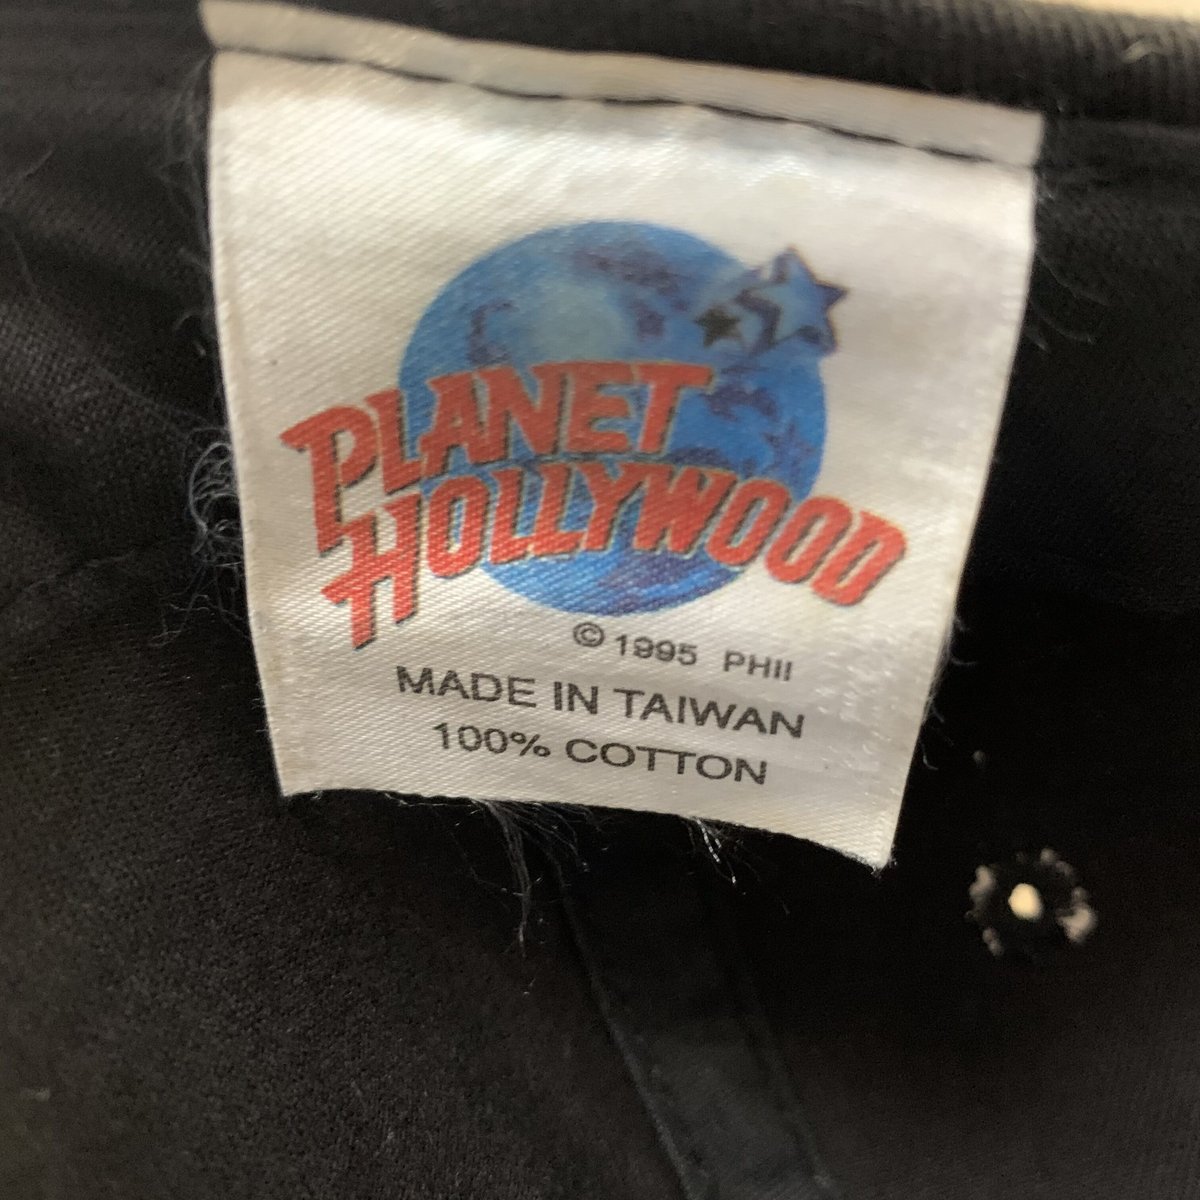 PLANET
HOLLYWOOD
© 1995 PHII
MADE IN TAIWAN
100% COTTON